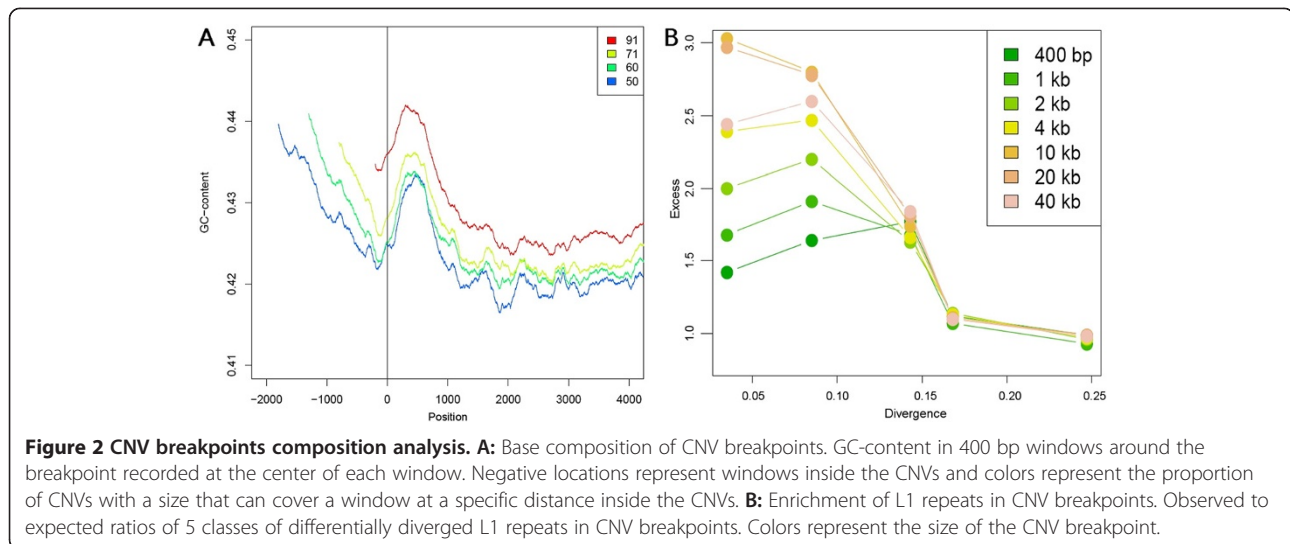 A
0.45
0.44
0.43
0.42
0.41
GC-content
91
71
60
50
−2000 −1000 0 1000 2000 3000 4000
Position
B
3.0
2.5
2.0
1.5
1.0
Excess
400 bp
1 kb
2 kb
4 kb
10 kb
20 kb
40 kb
0.05 0.10 0.15 0.20 0.25
Divergence
Figure 2 CNV breakpoints composition analysis. A: Base composition of CNV breakpoints. GC-content in 400 bp windows around the
breakpoint recorded at the center of each window. Negative locations represent windows inside the CNVs and colors represent the proportion
of CNVs with a size that can cover a window at a specific distance inside the CNVs. B: Enrichment of L1 repeats in CNV breakpoints. Observed to
expected ratios of 5 classes of differentially diverged L1 repeats in CNV breakpoints. Colors represent the size of the CNV breakpoint.